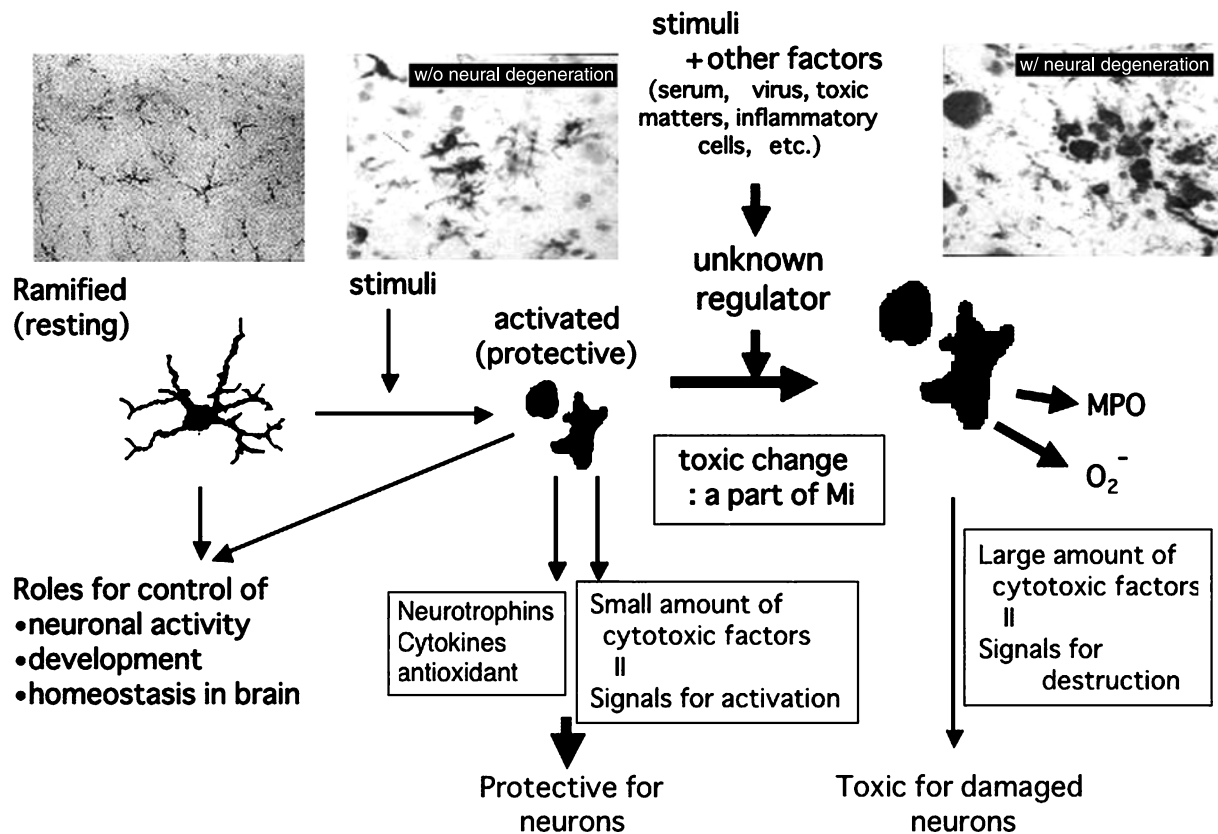 w/o neural degeneration
stimuli
+ other factors
(serum, virus, toxic
matters, inflammatory
cells, etc.)
w/ neural degeneration
Ramified
(resting)
stimuli
activated
(protective)
unknown
regulator
MPO
O₂⁻
toxic change
: a part of Mi
Roles for control of
•neuronal activity
•development
•homeostasis in brain
Neurotrophins
Cytokines
antioxidant
Small amount of
cytotoxic factors
=
Signals for activation
Large amount of
cytotoxic factors
=
Signals for
destruction
Protective for
neurons
Toxic for damaged
neurons